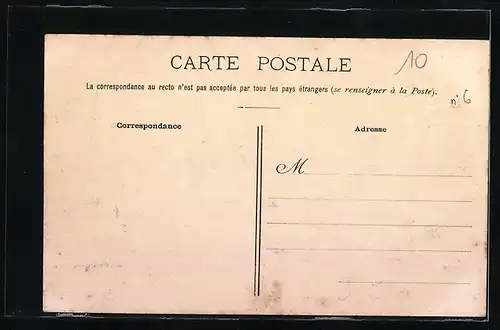 CARTE POSTALE
10
La correspondance au recto n'est pas acceptée par tous les pays étrangers (se renseigner à la Poste).
n° 6
Correspondance
Adresse
M